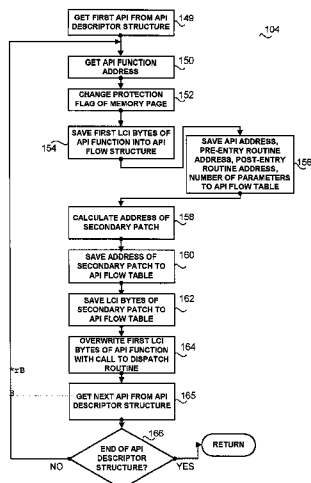 GET FIRST API FROM API
DESCRIPTOR STRUCTURE
149
104
GET API FUNCTION
ADDRESS
150
CHANGE PROTECTION
FLAG OF MEMORY PAGE
152
SAVE FIRST LCI BYTES OF
API FUNCTION INTO API
FLOW STRUCTURE
154
SAVE API ADDRESS,
PRE-ENTRY ROUTINE
ADDRESS, POST-ENTRY
ROUTINE ADDRESS,
NUMBER OF PARAMETERS
TO API FLOW TABLE
156
CALCULATE ADDRESS OF
SECONDARY PATCH
158
SAVE ADDRESS OF
SECONDARY PATCH TO
API FLOW TABLE
160
SAVE LCI BYTES OF
SECONDARY PATCH TO
API FLOW TABLE
162
OVERWRITE FIRST LCI
BYTES OF API FUNCTION
WITH CALL TO DISPATCH
ROUTINE
164
GET NEXT API FROM API
DESCRIPTOR STRUCTURE
165
166
END OF API
DESCRIPTOR
STRUCTURE?
NO
YES
RETURN